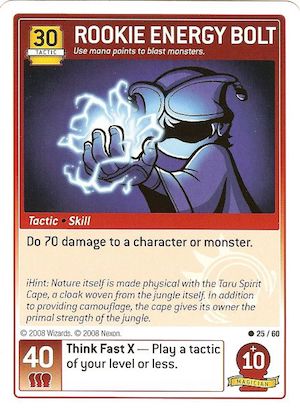 30
TACTIC
ROOKIE ENERGY BOLT
Use mana points to blast monsters.
Tactic • Skill
Do 70 damage to a character or monster.
iHint: Nature itself is made physical with the Taru Spirit
Cape, a cloak woven from the jungle itself. In addition
to providing camouflage, the cape gives its owner the
primal strength of the jungle.
© 2008 Wizards. © 2008 Nexon.
● 25 / 60
40
Think Fast X — Play a tactic
of your level or less.
+
10
MAGICIAN